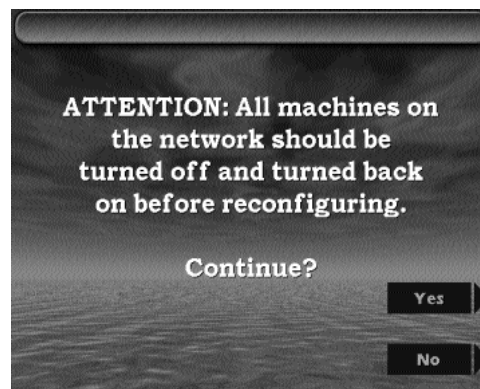 ATTENTION: All machines on
the network should be
turned off and turned back
on before reconfiguring.
Continue?
Yes
No